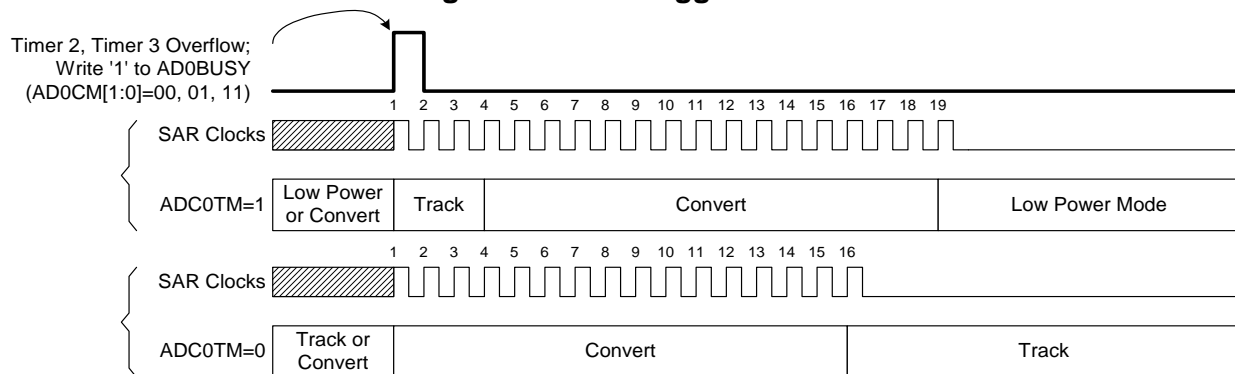 Timer 2, Timer 3 Overflow;
Write '1' to AD0BUSY
(AD0CM[1:0]=00, 01, 11)
1 2 3 4 5 6 7 8 9 10 11 12 13 14 15 16 17 18 19
SAR Clocks
ADC0TM=1
Low Power
or Convert
Track
Convert
Low Power Mode
1 2 3 4 5 6 7 8 9 10 11 12 13 14 15 16
SAR Clocks
ADC0TM=0
Track or
Convert
Convert
Track